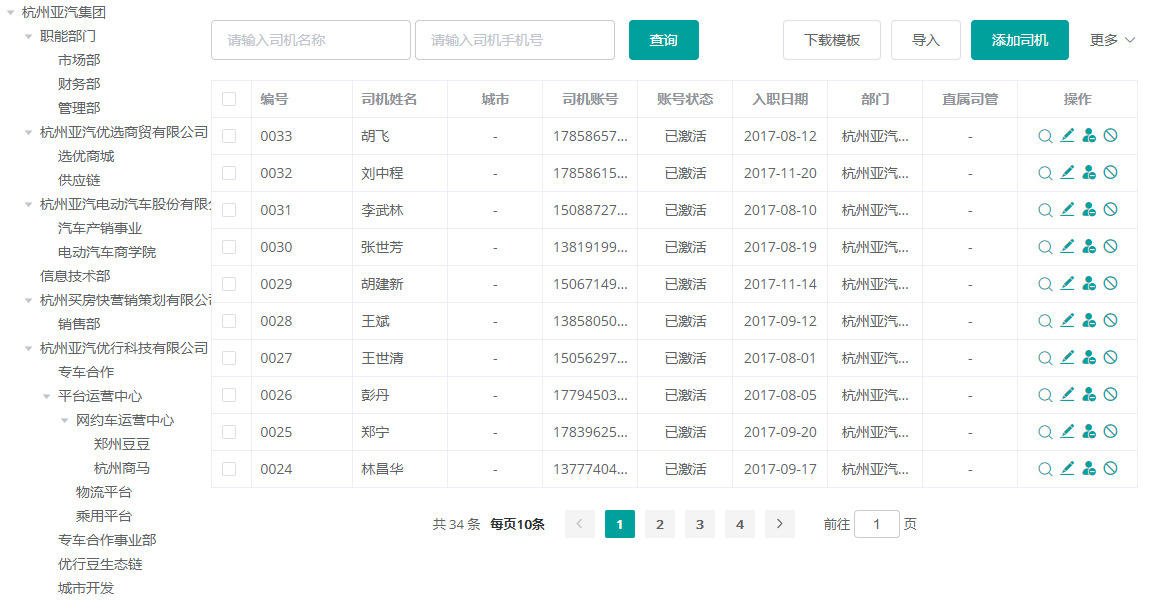 杭州亚汽集团
职能部门
市场部
财务部
管理部
杭州亚汽优选商贸有限公司
选优商城
供应链
杭州亚汽电动汽车股份有限公
汽车产销事业
电动汽车商学院
信息技术部
杭州买房快营销策划有限公司
销售部
杭州亚汽优行科技有限公司
专车合作
平台运营中心
网约车运营中心
郑州豆豆
杭州商马
物流平台
乘用平台
专车合作事业部
优行豆生态链
城市开发
请输入司机名称 请输入司机手机号 查询 下载模板 导入 添加司机 更多
编号 司机姓名 城市 司机账号 账号状态 入职日期 部门 直属司管 操作
0033 胡飞 - 17858657... 已激活 2017-08-12 杭州亚汽... -
0032 刘中程 - 17858615... 已激活 2017-11-20 杭州亚汽... -
0031 李武林 - 15088727... 已激活 2017-08-10 杭州亚汽... -
0030 张世芳 - 13819199... 已激活 2017-08-19 杭州亚汽... -
0029 胡建新 - 15067149... 已激活 2017-11-14 杭州亚汽... -
0028 王斌 - 13858050... 已激活 2017-09-12 杭州亚汽... -
0027 王世清 - 15056297... 已激活 2017-08-01 杭州亚汽... -
0026 彭丹 - 17794503... 已激活 2017-08-05 杭州亚汽... -
0025 郑宁 - 17839625... 已激活 2017-09-20 杭州亚汽... -
0024 林昌华 - 13777404... 已激活 2017-09-17 杭州亚汽... -
共 34 条 每页10条 < 1 2 3 4 > 前往 1 页